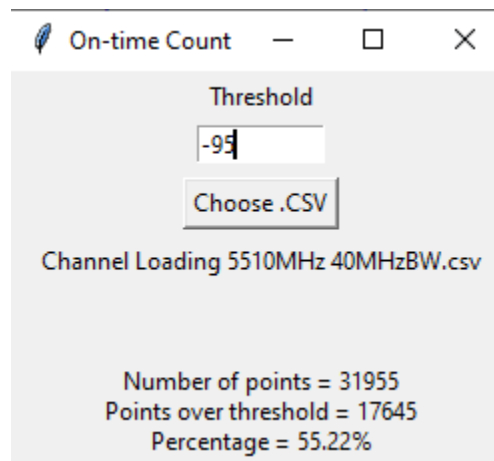 On-time Count
Threshold
-95
Choose .CSV
Channel Loading 5510MHz 40MHzBW.csv
Number of points = 31955
Points over threshold = 17645
Percentage = 55.22%